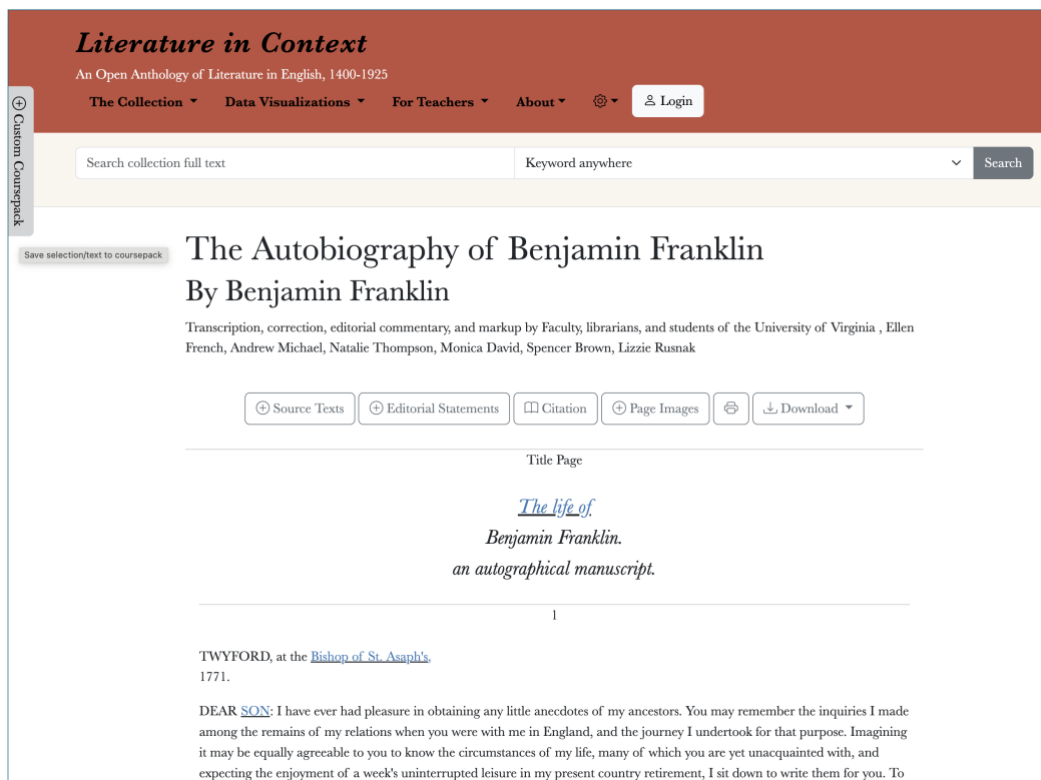 Literature in Context
An Open Anthology of Literature in English, 1400-1925
The Collection
Data Visualizations
For Teachers
About
Login
Custom Coursepack
Search collection full text
Keyword anywhere
Search
Save selection/text to coursepack
The Autobiography of Benjamin Franklin
By Benjamin Franklin
Transcription, correction, editorial commentary, and markup by Faculty, librarians, and students of the University of Virginia , Ellen
French, Andrew Michael, Natalie Thompson, Monica David, Spencer Brown, Lizzie Rusnak
Source Texts
Editorial Statements
Citation
Page Images
Download
Title Page
The life of
Benjamin Franklin.
an autographical manuscript.
1
TWYFORD, at the Bishop of St. Asaph's,
1771.
DEAR SON: I have ever had pleasure in obtaining any little anecdotes of my ancestors. You may remember the inquiries I made
among the remains of my relations when you were with me in England, and the journey I undertook for that purpose. Imagining
it may be equally agreeable to you to know the circumstances of my life, many of which you are yet unacquainted with, and
expecting the enjoyment of a week's uninterrupted leisure in my present country retirement, I sit down to write them for you. To